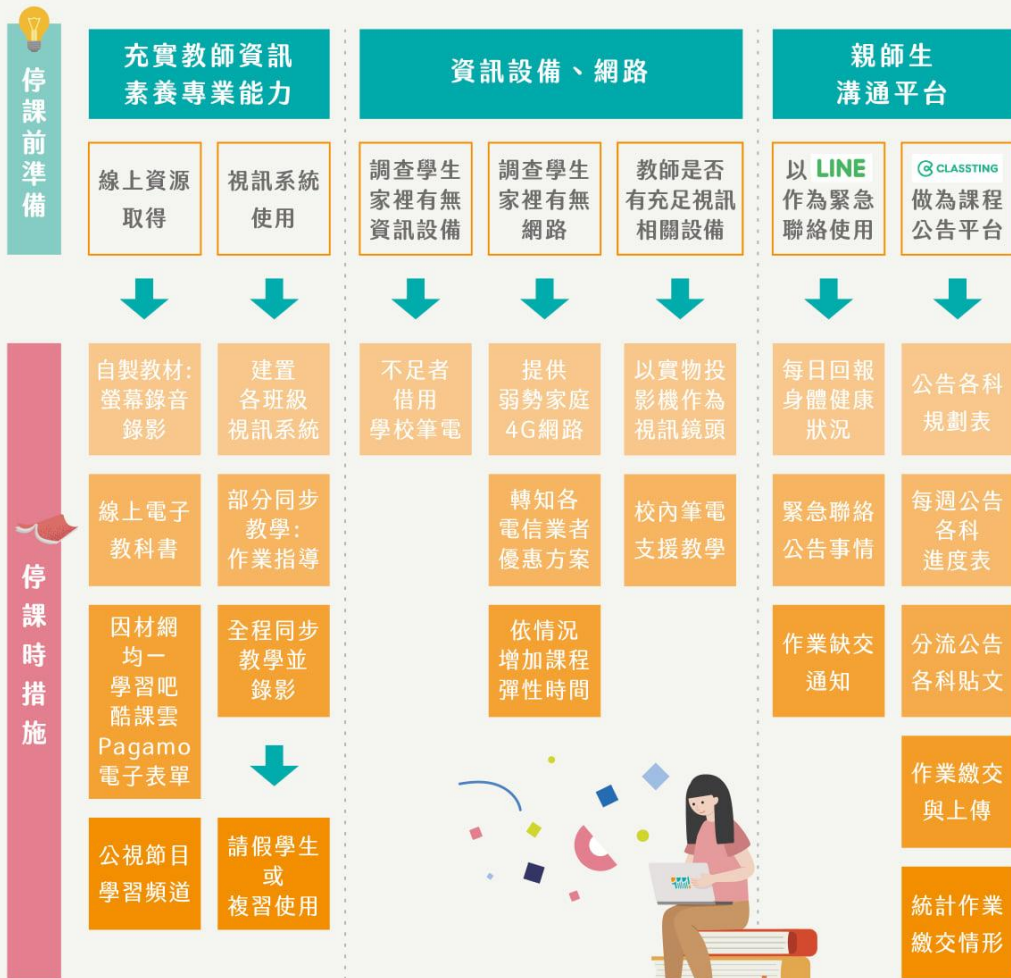 停課前準備
充實教師資訊
素養專業能力
資訊設備、網路
親師生
溝通平台
線上資源
取得
視訊系統
使用
調查學生
家裡有無
資訊設備
調查學生
家裡有無
網路
教師是否
有充足視訊
相關設備
以 LINE
作為緊急
聯絡使用
CLASSTING
做為課程
公告平台
停課時措施
自製教材:
螢幕錄音
錄影
建置
各班級
視訊系統
不足者
借用
學校筆電
提供
弱勢家庭
4G網路
以實物投
影機作為
視訊鏡頭
每日回報
身體健康
狀況
公告各科
規劃表
線上電子
教科書
部分同步
教學:
作業指導
轉知各
電信業者
優惠方案
校內筆電
支援教學
緊急聯絡
公告事情
每週公告
各科
進度表
因材網
均一
學習吧
酷課雲
Pagamo
電子表單
全程同步
教學並
錄影
依情況
增加課程
彈性時間
作業缺交
通知
分流公告
各科貼文
作業繳交
與上傳
公視節目
學習頻道
請假學生
或
複習使用
統計作業
繳交情形